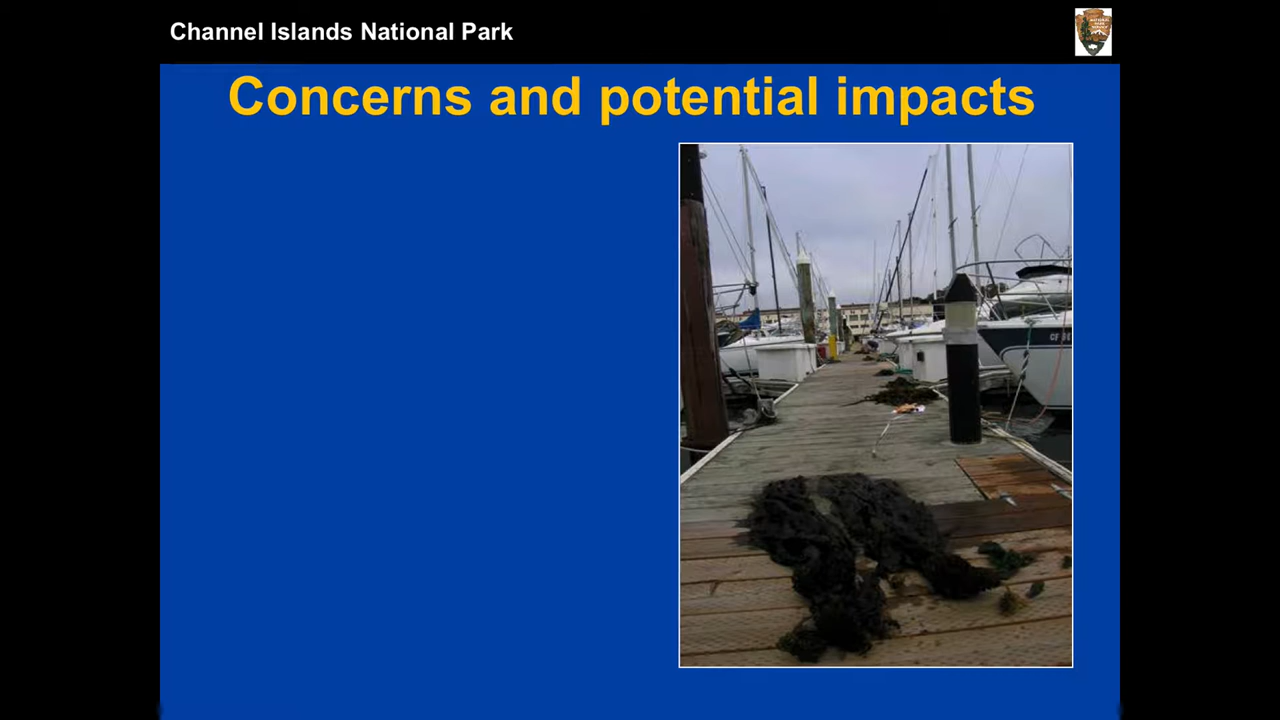 Channel Islands National Park
Concerns and potential impacts